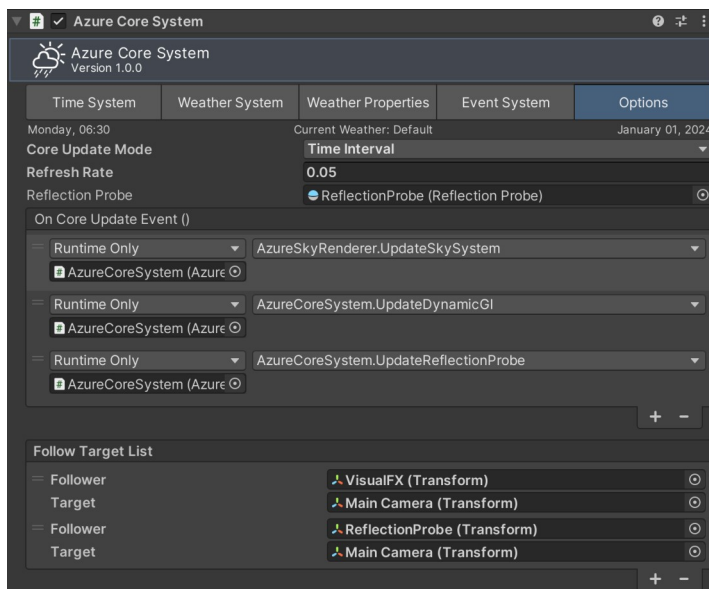 Azure Core System
Azure Core System
Version 1.0.0
Time System Weather System Weather Properties Event System Options
Monday, 06:30 Current Weather: Default January 01, 2024
Core Update Mode Time Interval
Refresh Rate 0.05
Reflection Probe ReflectionProbe (Reflection Probe)
On Core Update Event ()
Runtime Only AzureSkyRenderer.UpdateSkySystem
AzureCoreSystem (Azure
Runtime Only AzureCoreSystem.UpdateDynamicGI
AzureCoreSystem (Azure
Runtime Only AzureCoreSystem.UpdateReflectionProbe
AzureCoreSystem (Azure
Follow Target List
Follower VisualFX (Transform)
Target Main Camera (Transform)
Follower ReflectionProbe (Transform)
Target Main Camera (Transform)